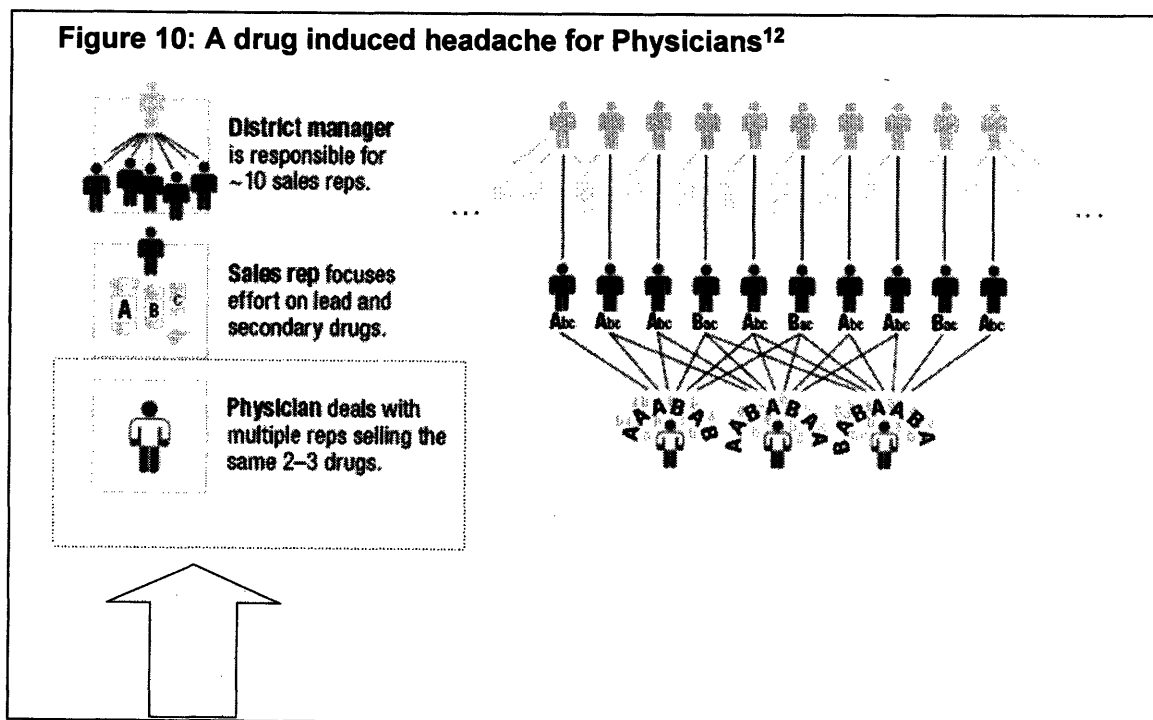 Figure 10: A drug induced headache for Physicians12
District manager
is responsible for
~10 sales reps.
... ...
A B C
Sales rep focuses
effort on lead and
secondary drugs.
Abc Abc Abc Bac Abc Bac Abc Abc Bac Abc
Physician deals with
multiple reps selling the
same 2–3 drugs.
A A A B A B A A B A B A A B A B A A B A